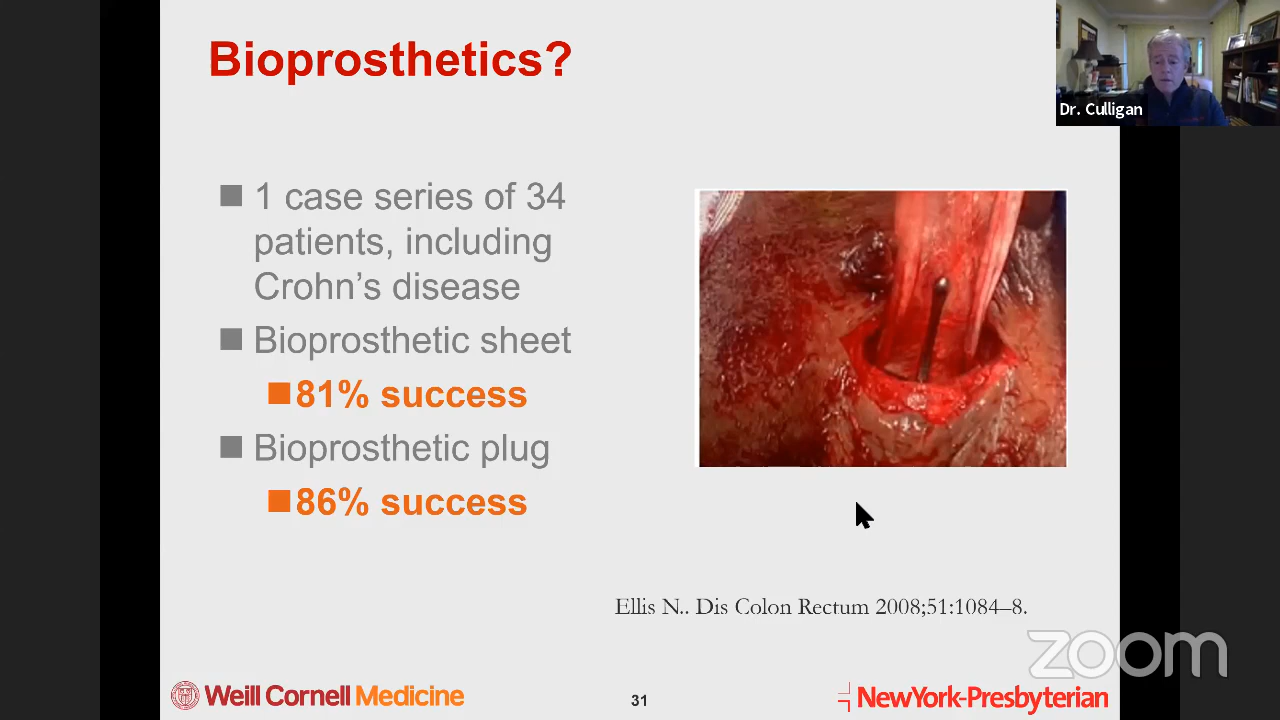 Bioprosthetics?
Dr. Culligan
1 case series of 34
patients, including
Crohn’s disease
Bioprosthetic sheet
81% success
Bioprosthetic plug
86% success
Ellis N.. Dis Colon Rectum 2008;51:1084–8.
zoom
Weill Cornell Medicine
31
NewYork-Presbyterian